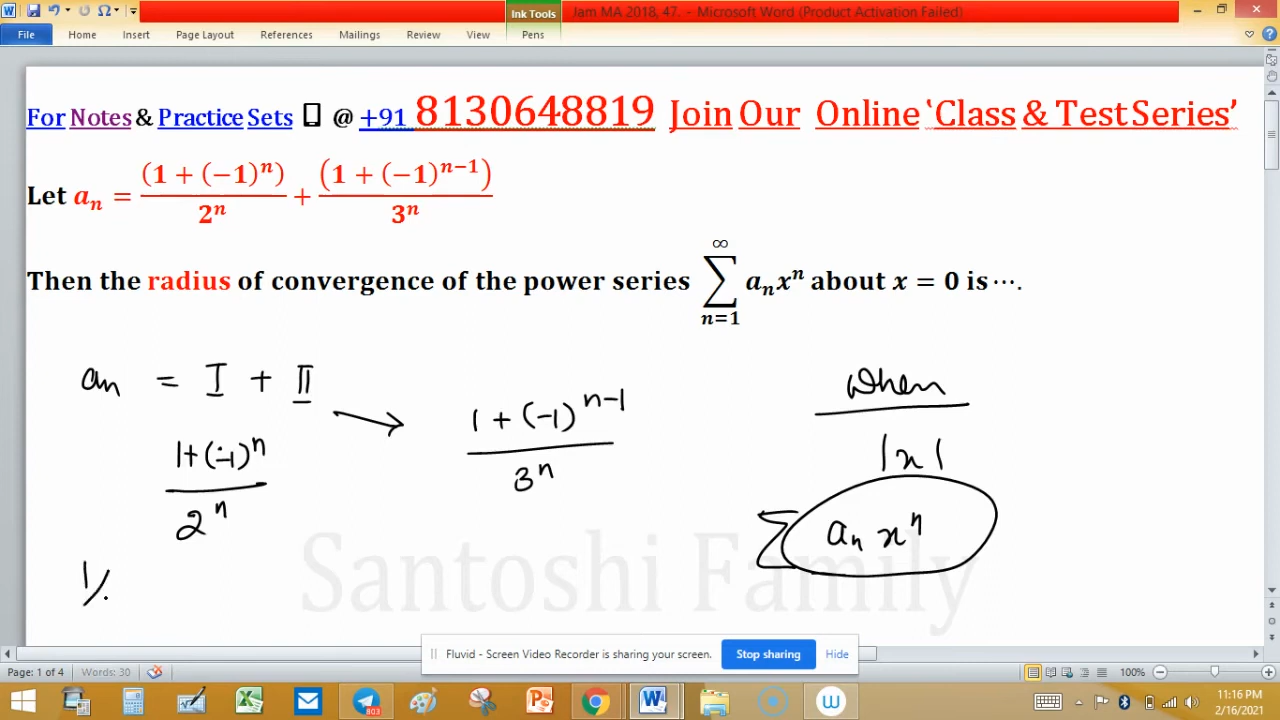 Ink Tools
Jam MA 2018, 47. - Microsoft Word (Product Activation Failed)
File Home Insert Page Layout References Mailings Review View Pens
For Notes & Practice Sets @ +91 8130648819 Join Our Online ‘Class & Test Series’
Let aₙ = (1 + (−1)ⁿ)/2ⁿ + (1 + (−1)ⁿ⁻¹)/3ⁿ
Then the radius of convergence of the power series ∑_{n=1}^{∞} aₙxⁿ about x = 0 is ⋯.
an = I + II
when
1 + (−1)ⁿ⁻¹ / 3ⁿ
|x|
1+(−1)ⁿ / 2ⁿ
∑ aₙ xⁿ
Santoshi Family
Fluvid - Screen Video Recorder is sharing your screen. Stop sharing Hide
Page: 1 of 4 Words: 30 100%
803
11:16 PM
2/16/2021